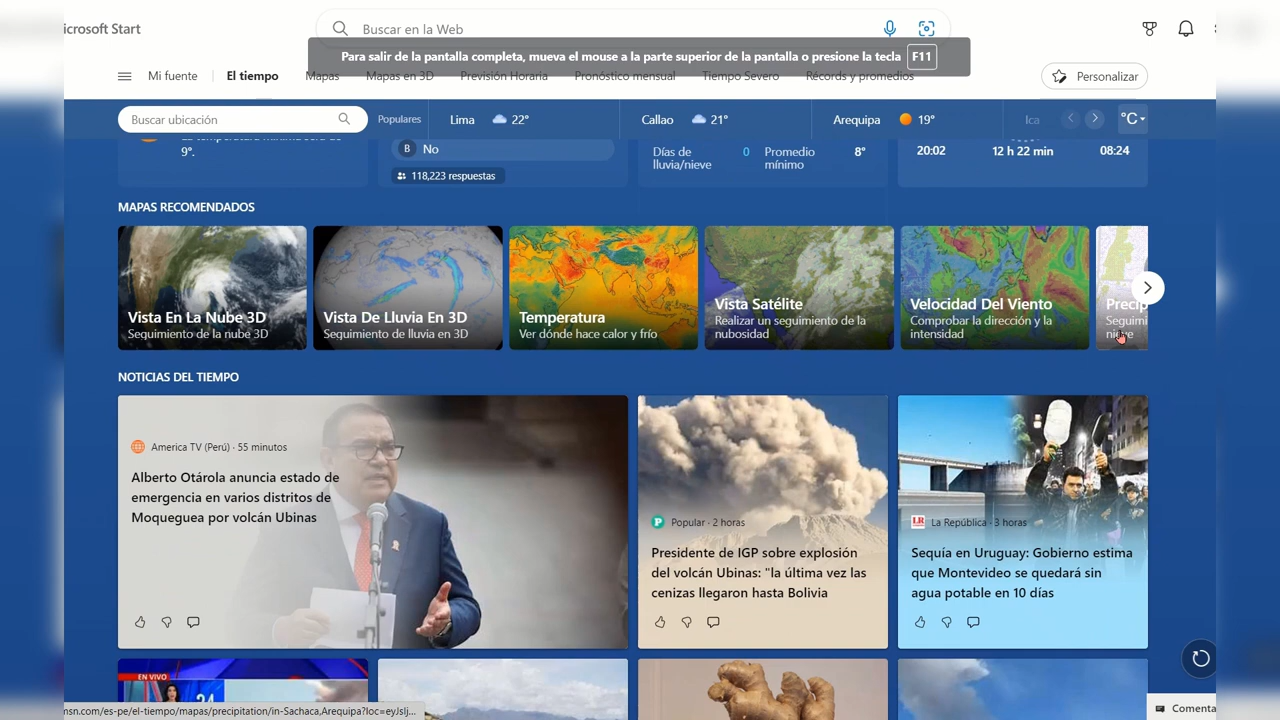 icrosoft Start
Buscar en la Web
Para salir de la pantalla completa, mueva el mouse a la parte superior de la pantalla o presione la tecla F11
Mi fuente
El tiempo
Mapas
Mapas en 3D
Previsión Horaria
Pronóstico mensual
Tiempo Severo
Récords y promedios
Personalizar
Buscar ubicación
Populares
Lima 22°
Callao 21°
Arequipa 19°
Ica
°C
9°.
B No
118,223 respuestas
Días de
lluvia/nieve
0
Promedio
mínimo
8°
20:02
12 h 22 min
08:24
MAPAS RECOMENDADOS
Vista En La Nube 3D
Seguimiento de la nube 3D
Vista De Lluvia En 3D
Seguimiento de lluvia en 3D
Temperatura
Ver dónde hace calor y frío
Vista Satélite
Realizar un seguimiento de la
nubosidad
Velocidad Del Viento
Comprobar la dirección y la
intensidad
Precip
Seguimi
nieve
NOTICIAS DEL TIEMPO
America TV (Perú) · 55 minutos
Alberto Otárola anuncia estado de
emergencia en varios distritos de
Moquegua por volcán Ubinas
P Popular · 2 horas
Presidente de IGP sobre explosión
del volcán Ubinas: "la última vez las
cenizas llegaron hasta Bolivia
LR La República · 3 horas
Sequía en Uruguay: Gobierno estima
que Montevideo se quedará sin
agua potable en 10 días
EN VIVO
24
msn.com/es-pe/el-tiempo/mapas/precipitation/in-Sachaca,Arequipa?loc=eyJsIj...
Comenta